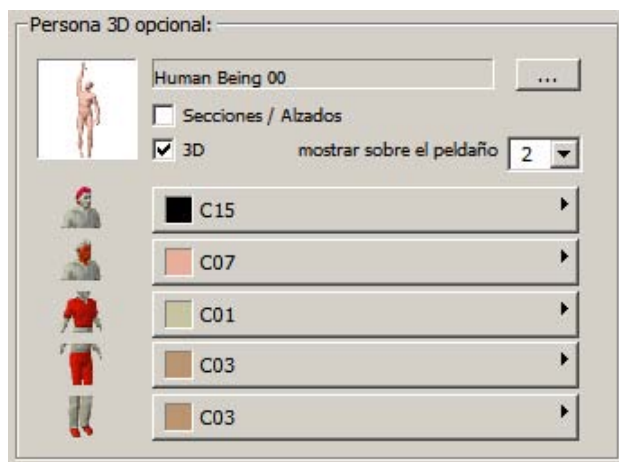 Persona 3D opcional:
Human Being 00 ...
Secciones / Alzados
3D mostrar sobre el peldaño 2
C15
C07
C01
C03
C03